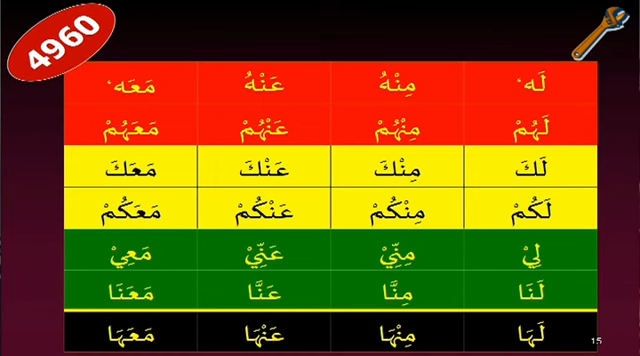 4960
لَهٗ مِنْهُ عَنْهُ مَعَهٗ
لَهُمْ مِنْهُمْ عَنْهُمْ مَعَهُمْ
لَكَ مِنْكَ عَنْكَ مَعَكَ
لَكُمْ مِنْكُمْ عَنْكُمْ مَعَكُمْ
لِيْ مِنِّيْ عَنِّيْ مَعِيْ
لَنَا مِنَّا عَنَّا مَعَنَا
لَهَا مِنْهَا عَنْهَا مَعَهَا
15